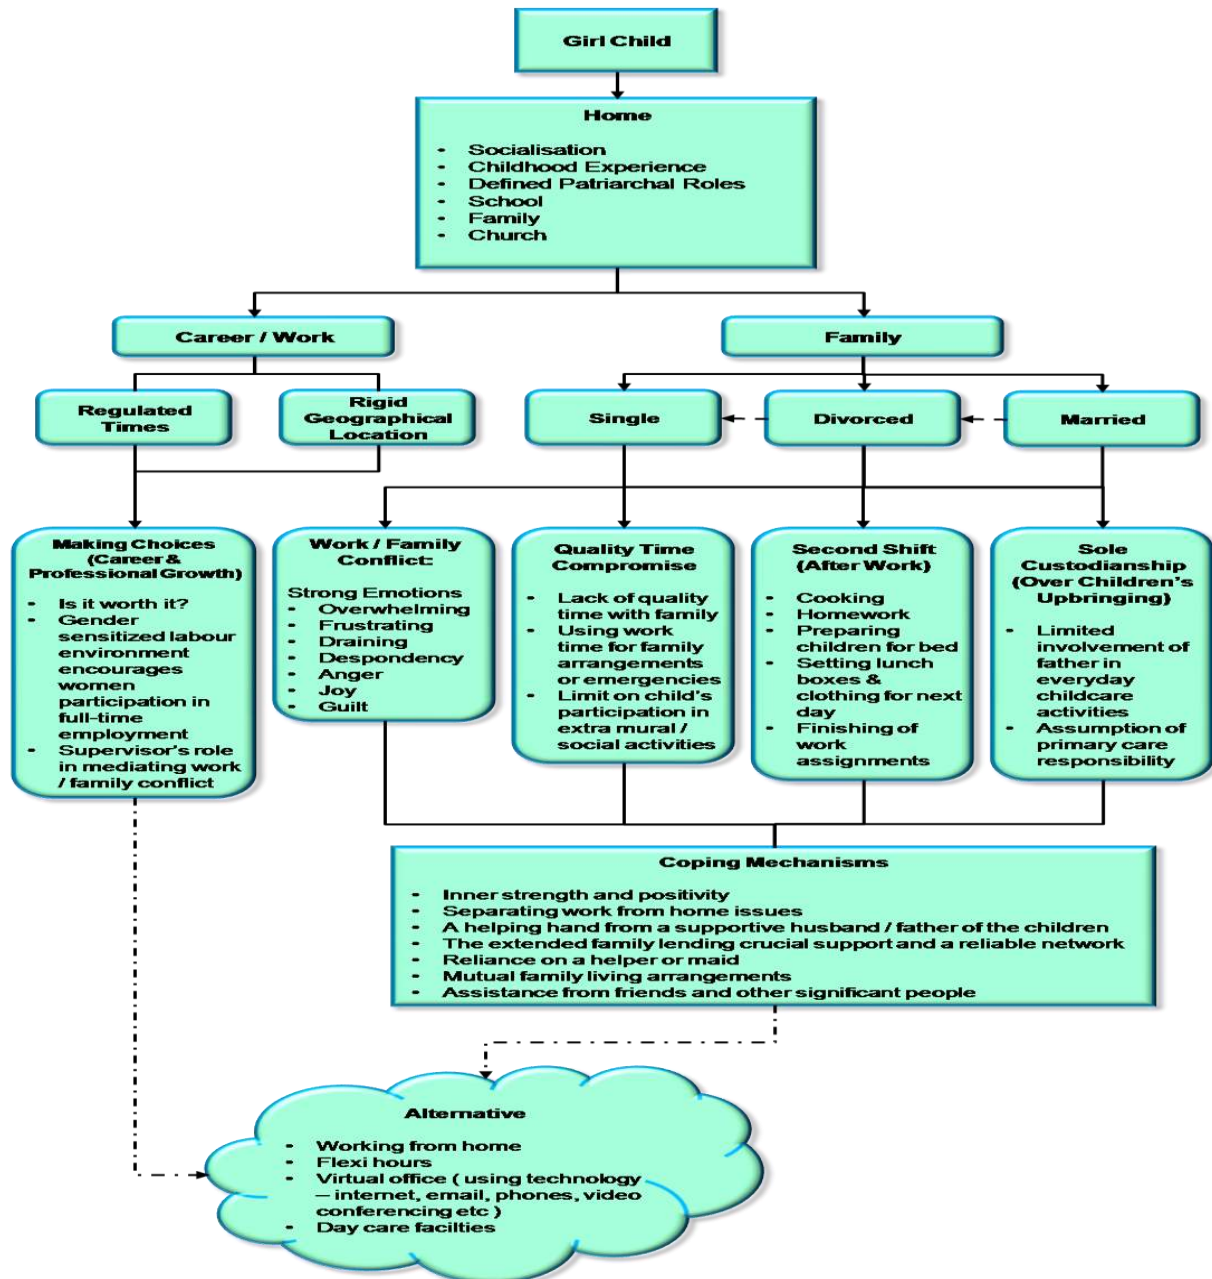 Girl Child
Home
• Socialisation
• Childhood Experience
• Defined Patriarchal Roles
• School
• Family
• Church
Career / Work
Family
Regulated
Times
Rigid
Geographical
Location
Single
Divorced
Married
Making Choices
(Career &
Professional Growth)
• Is it worth it?
• Gender
sensitized labour
environment
encourages
women
participation in
full-time
employment
• Supervisor's role
in mediating work
/ family conflict
Work / Family
Conflict:
Strong Emotions
• Overwhelming
• Frustrating
• Draining
• Despondency
• Anger
• Joy
• Guilt
Quality Time
Compromise
• Lack of quality
time with family
• Using work
time for family
arrangements
or emergencies
• Limit on child's
participation in
extra mural /
social activities
Second Shift
(After Work)
• Cooking
• Homework
• Preparing
children for bed
• Setting lunch
boxes &
clothing for next
day
• Finishing of
work
assignments
Sole
Custodianship
(Over Children's
Upbringing)
• Limited
involvement of
father in
everyday
childcare
activities
• Assumption of
primary care
responsibility
Coping Mechanisms
• Inner strength and positivity
• Separating work from home issues
• A helping hand from a supportive husband / father of the children
• The extended family lending crucial support and a reliable network
• Reliance on a helper or maid
• Mutual family living arrangements
• Assistance from friends and other significant people
Alternative
• Working from home
• Flexi hours
• Virtual office ( using technology
– internet, email, phones, video
conferencing etc )
• Day care facilties